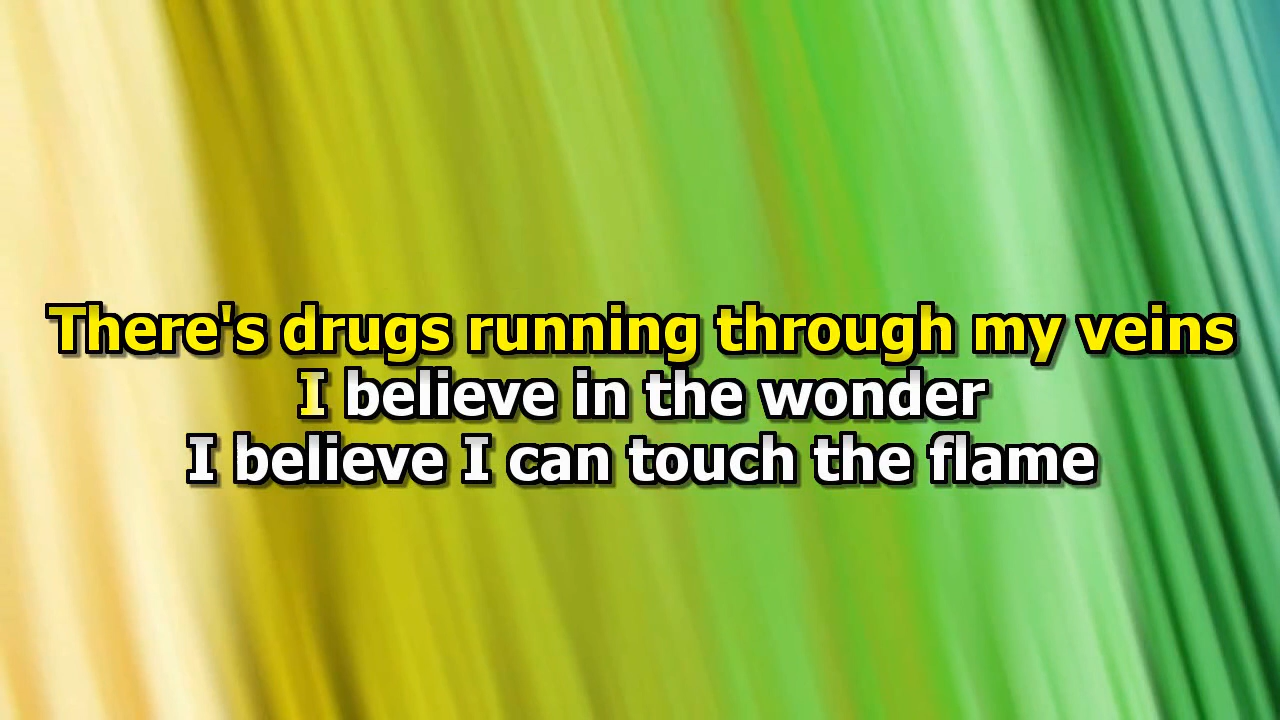 There's drugs running through my veins
I believe in the wonder
I believe I can touch the flame